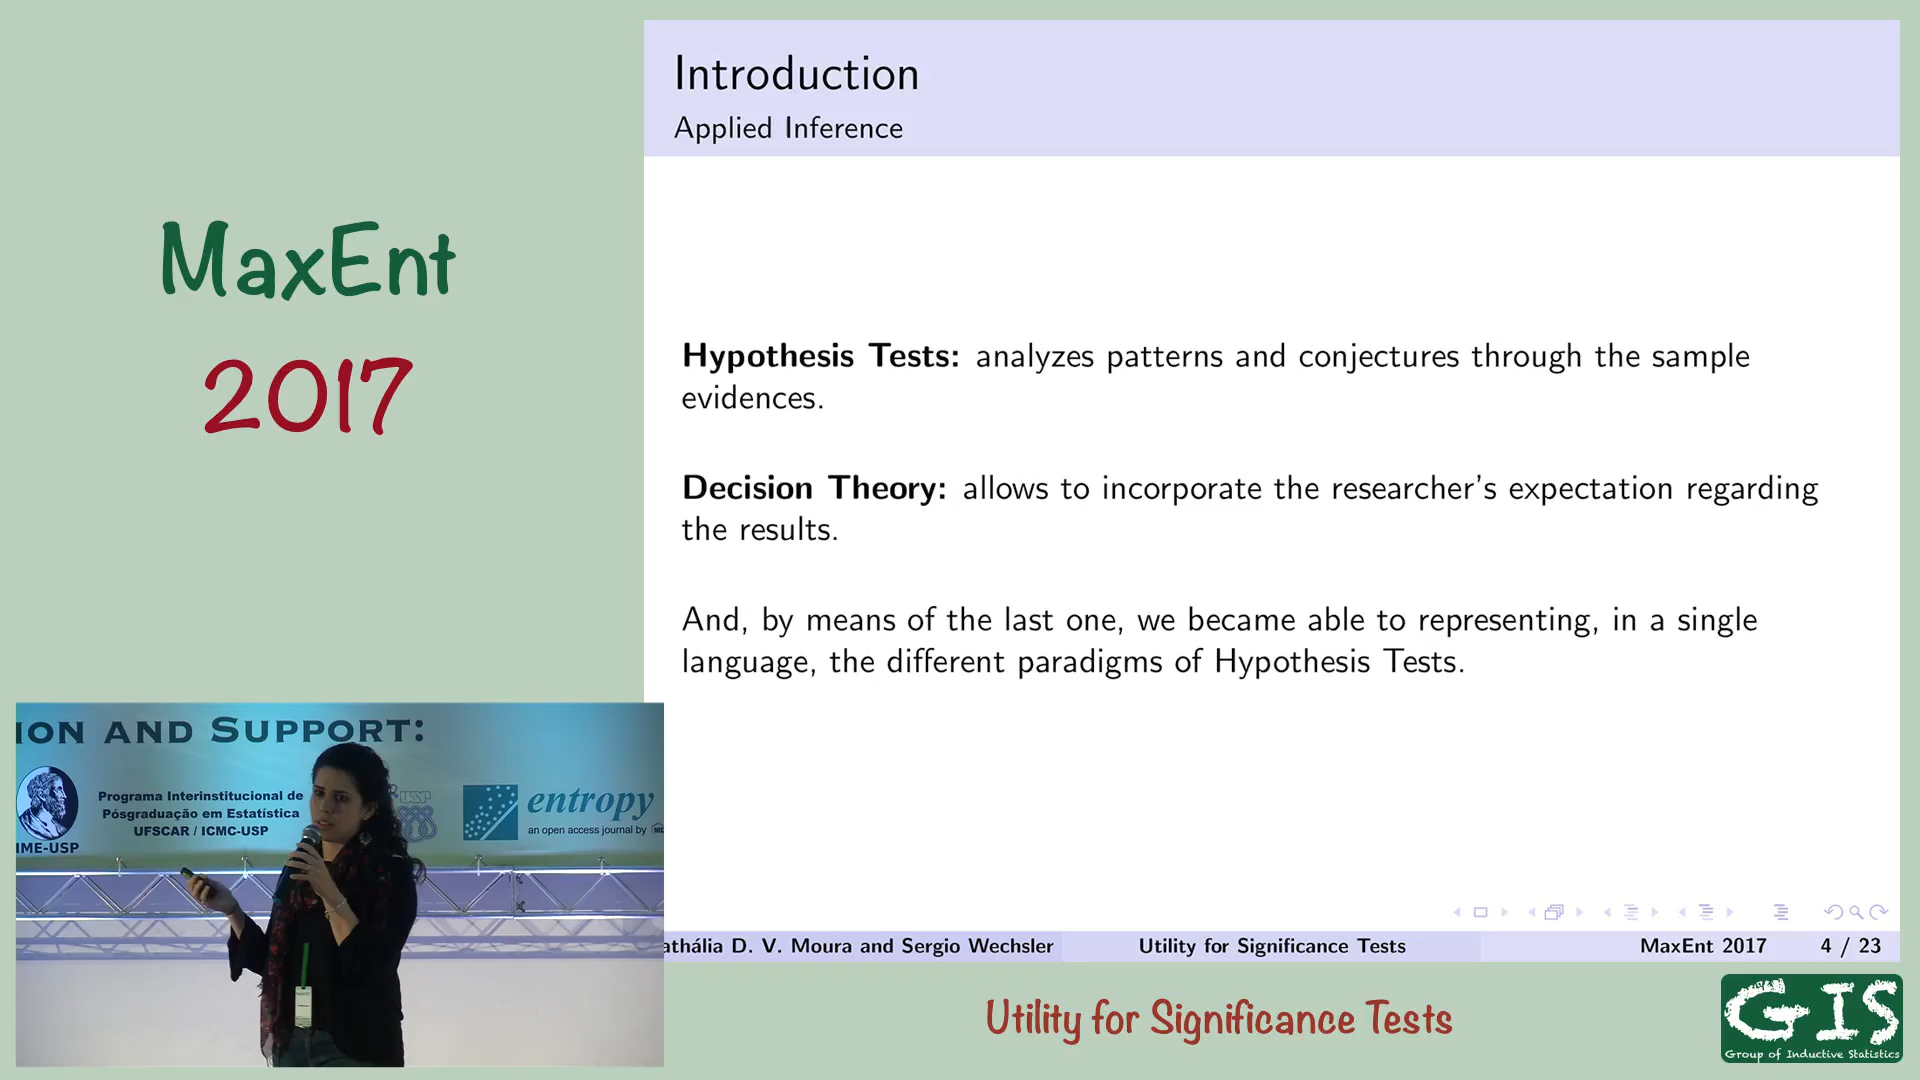 Introduction
Applied Inference
MaxEnt
2017
Hypothesis Tests: analyzes patterns and conjectures through the sample
evidences.
Decision Theory: allows to incorporate the researcher's expectation regarding
the results.
And, by means of the last one, we became able to representing, in a single
language, the different paradigms of Hypothesis Tests.
ION AND SUPPORT:
Programa Interinstitucional de
Pósgraduação em Estatística
UFSCAR / ICMC-USP
IME-USP
USP
entropy
an open access journal by
athália D. V. Moura and Sergio Wechsler
Utility for Significance Tests
MaxEnt 2017
4 / 23
Utility for Significance Tests
GIS
Group of Inductive Statistics